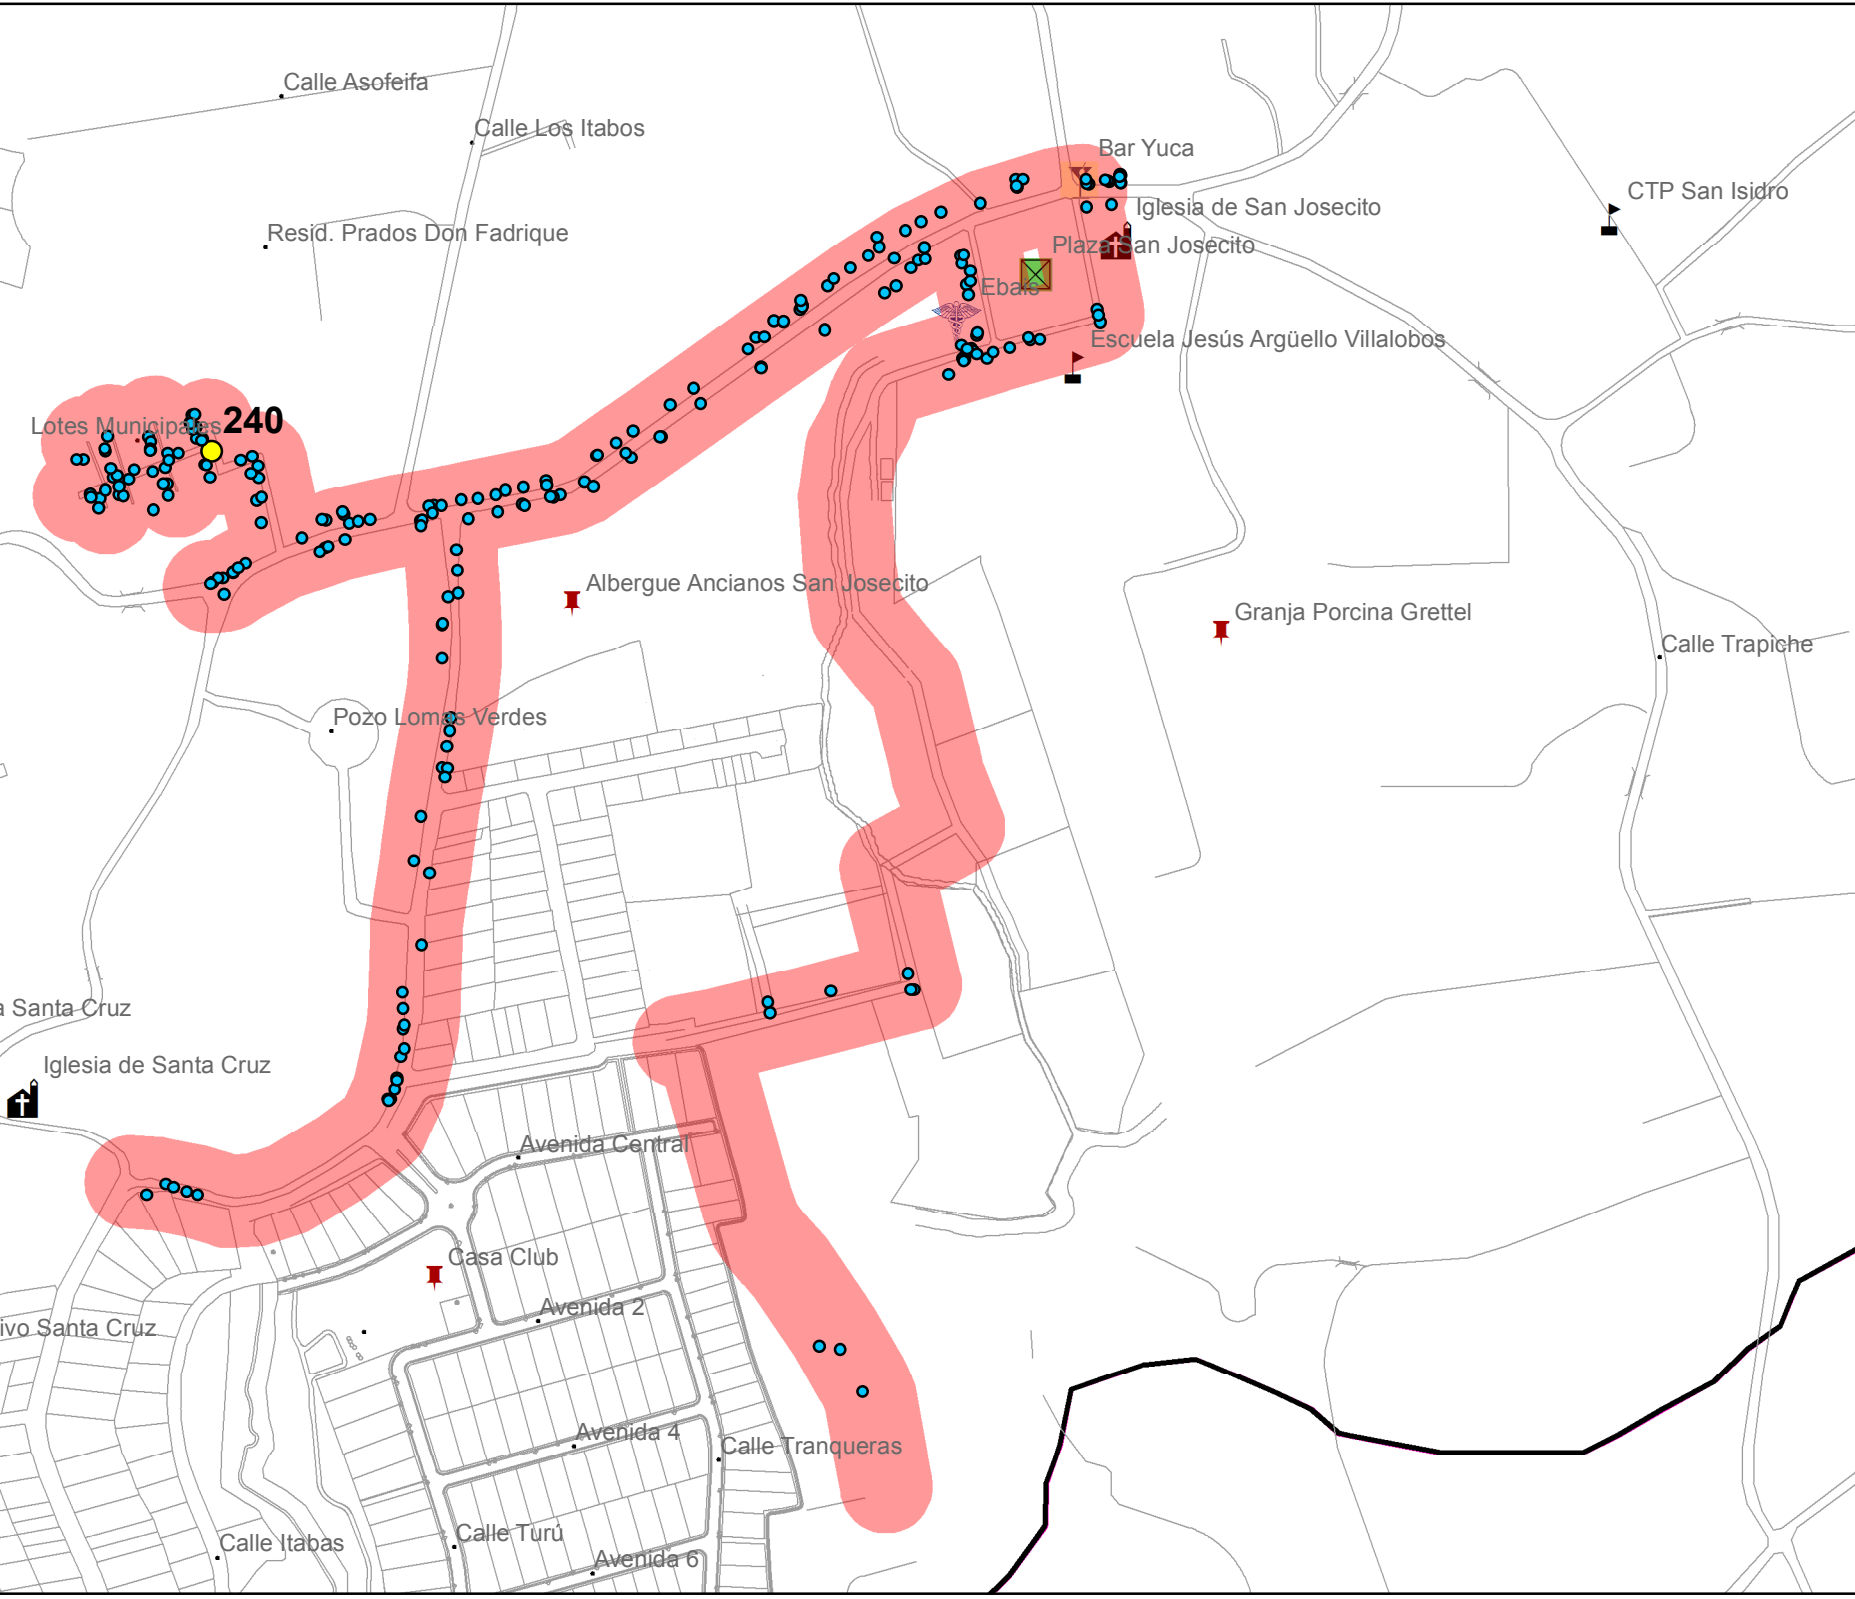 Calle Asofeifa
Calle Los Itabos
Bar Yuca
CTP San Isidro
Iglesia de San Josecito
Resid. Prados Don Fadrique
Plaza San Josecito
Ebais
Escuela Jesús Argüello Villalobos
240
Lotes Municipales
Albergue Ancianos San Josecito
Granja Porcina Grettel
Calle Trapiche
Pozo Lomas Verdes
a Santa Cruz
Iglesia de Santa Cruz
Avenida Central
Casa Club
Avenida 2
ivo Santa Cruz
Avenida 4
Calle Tranqueras
Calle Turú
Calle Itabas
Avenida 6